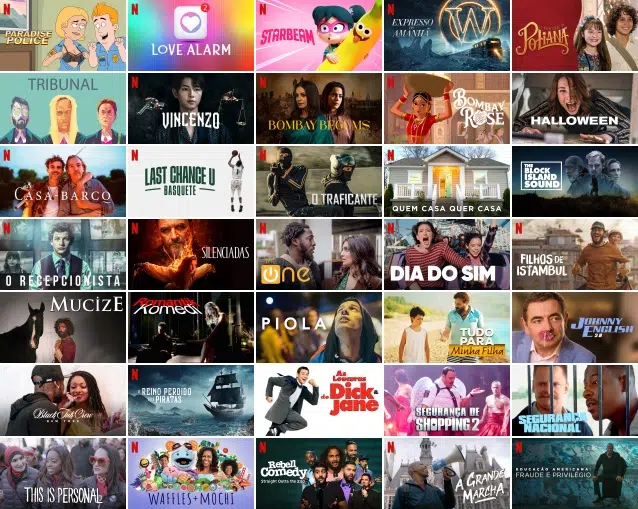 PARADISE
POLICE
2
LOVE ALARM
STARBEAM
EXPRESSO
DO
AMANHÃ
W
POLIANA
TRIBUNAL
VINCENZO
BOMBAY BEGUMS
BOMBAY
ROSE
HALLOWEEN
CASA-BARCO
LAST CHANCE U
BASQUETE
O TRAFICANTE
QUEM CASA QUER CASA
THE
BLOCK
ISLAND
SOUND
O RECEPCIONISTA
SILENCIADAS
ONE
DIA DO SIM
FILHOS DE
ISTAMBUL
MUCIZE
Romantik
Komedi
PIOLA
TUDO
PARA
Minha Filha
JOHNNY
ENGLISH
3.0
Black Ink Crew
NEW YORK
O REINO PERDIDO
DOS PIRATAS
As
Loucuras
de
Dick &
Jane
SEGURANÇA DE
SHOPPING 2
SEGURANÇA
NACIONAL
THIS IS PERSONAL
WAFFLES + MOCHI
Rebell
Comedy
Straight Outta the Zoo
A GRANDE
MARCHA
EDUCAÇÃO AMERICANA:
FRAUDE E PRIVILÉGIO